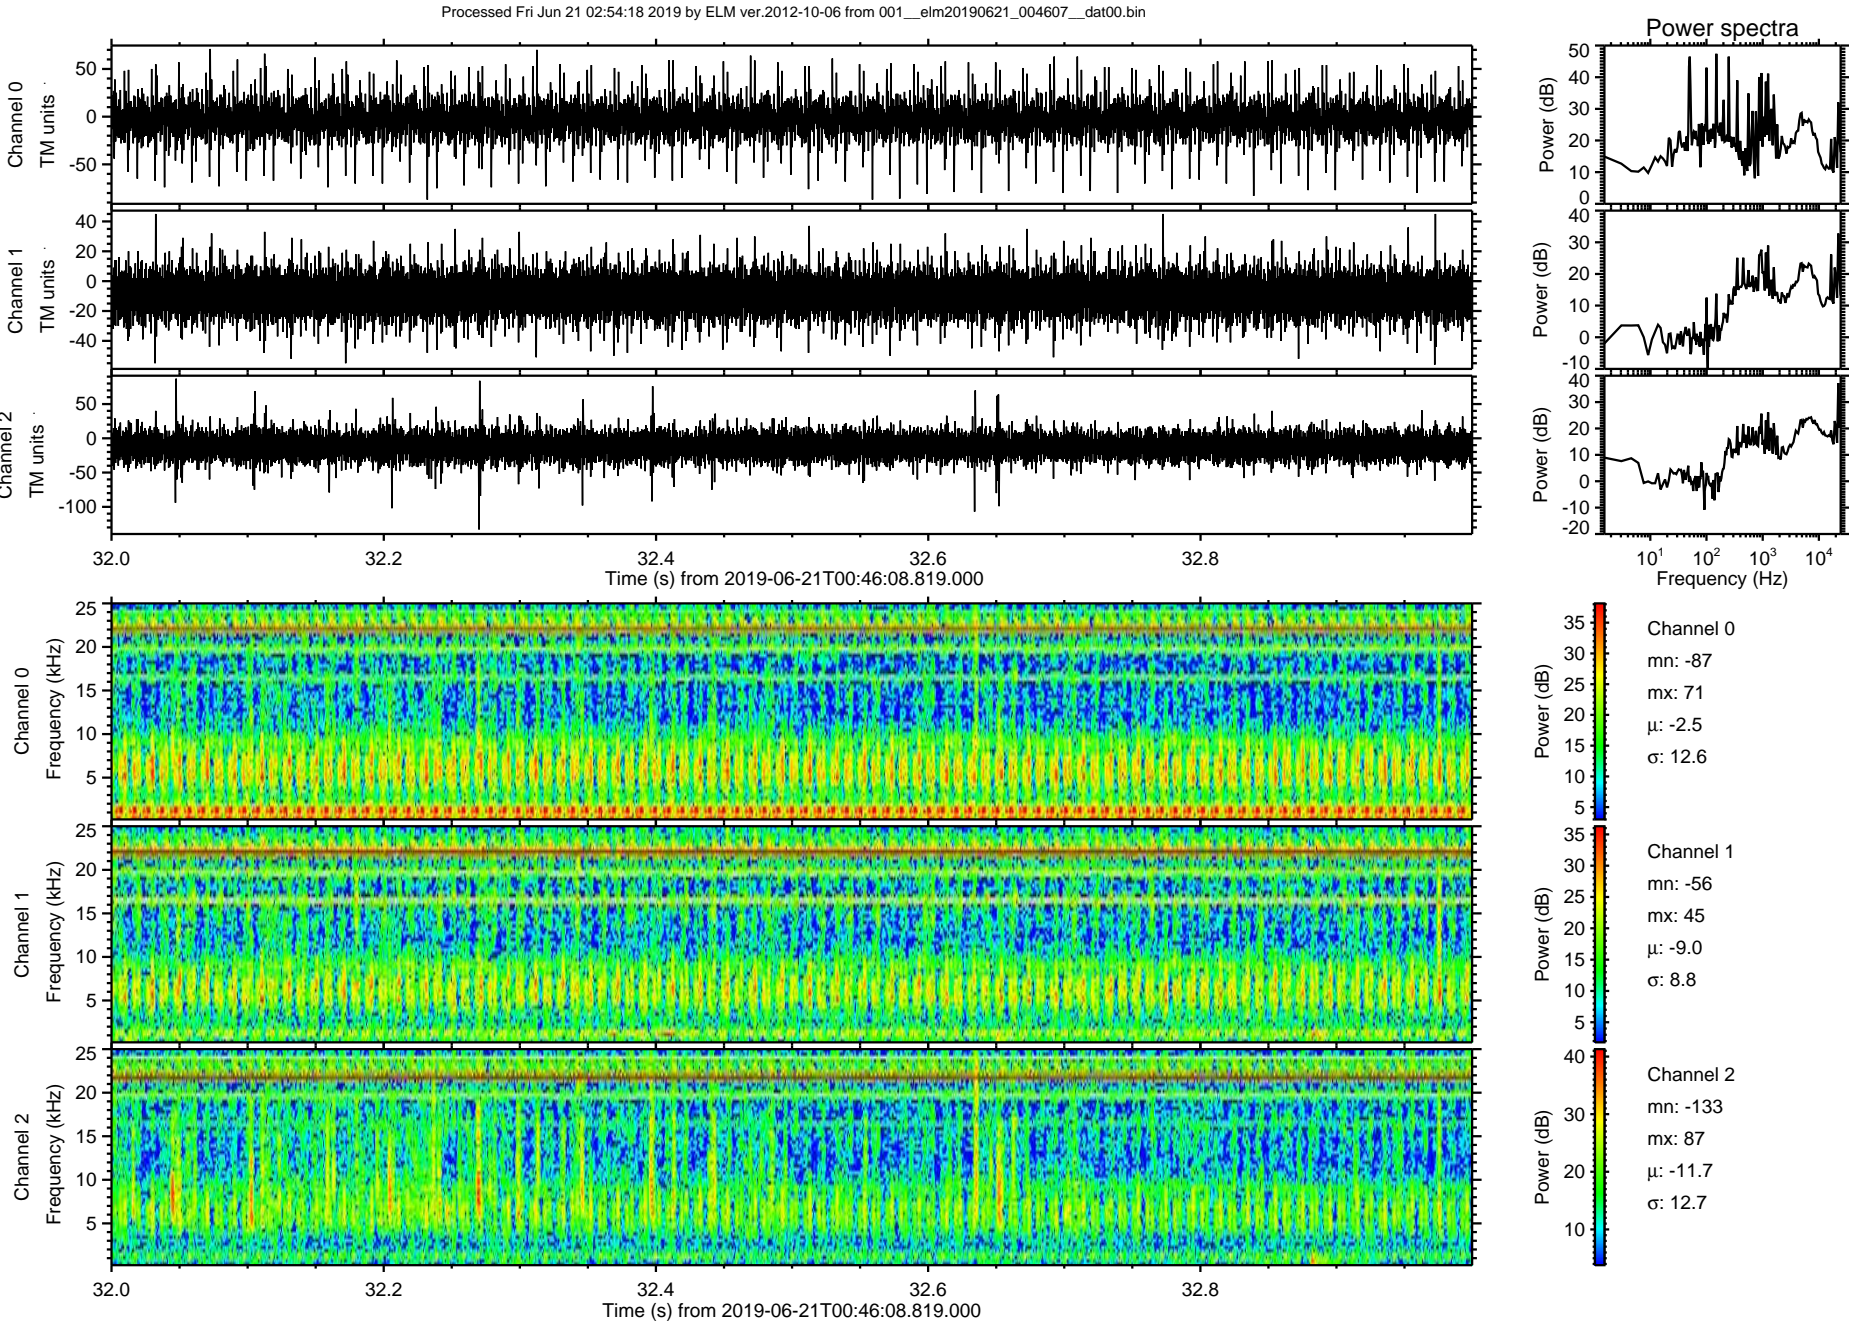 Processed Fri Jun 21 02:54:18 2019 by ELM ver.2012-10-06 from 001__elm20190621_004607__dat00.bin
Power spectra
Channel 0
TM units
50
0
-50
Power (dB)
50
40
30
20
10
0
Channel 1
TM units
40
20
0
-20
-40
Power (dB)
40
30
20
10
0
-10
Channel 2
TM units
50
0
-50
-100
Power (dB)
40
30
20
10
0
-10
-20
32.0 32.2 32.4 32.6 32.8
Time (s) from 2019-06-21T00:46:08.819.000
10¹ 10² 10³ 10⁴
Frequency (Hz)
Channel 0
Frequency (kHz)
25
20
15
10
5
Power (dB)
35
30
25
20
15
10
5
Channel 0
mn: -87
mx: 71
μ: -2.5
σ: 12.6
Channel 1
Frequency (kHz)
25
20
15
10
5
Power (dB)
35
30
25
20
15
10
5
Channel 1
mn: -56
mx: 45
μ: -9.0
σ: 8.8
Channel 2
Frequency (kHz)
25
20
15
10
5
Power (dB)
40
30
20
10
Channel 2
mn: -133
mx: 87
μ: -11.7
σ: 12.7
32.0 32.2 32.4 32.6 32.8
Time (s) from 2019-06-21T00:46:08.819.000